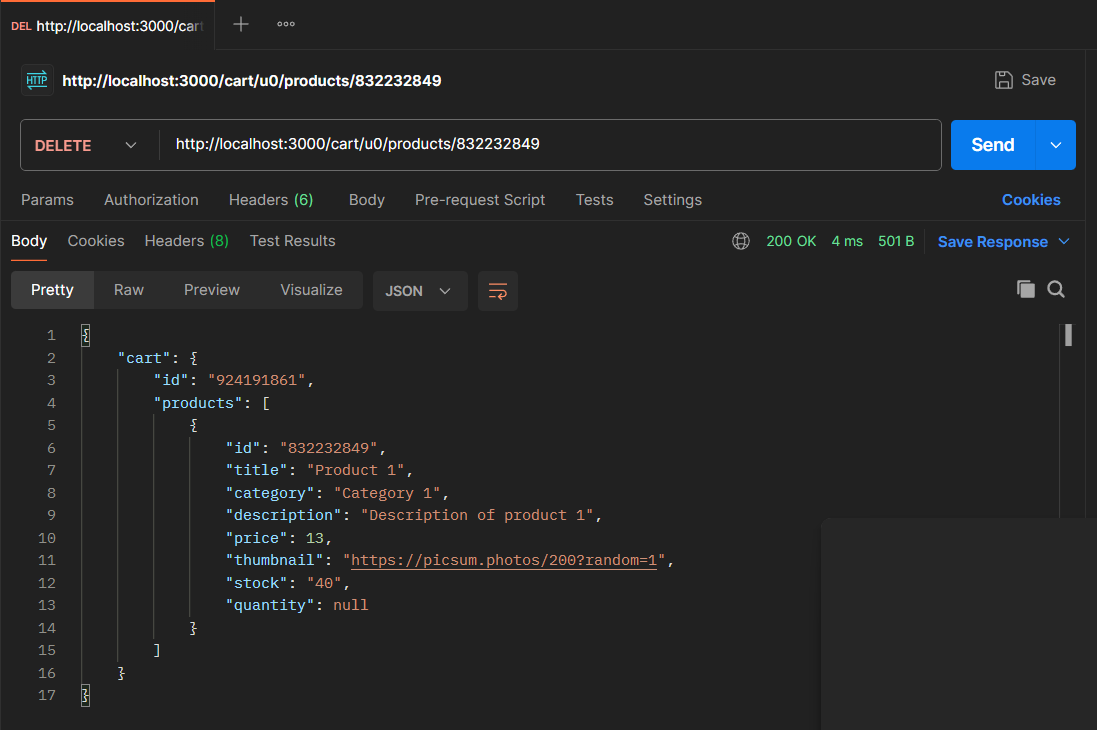 DEL http://localhost:3000/car
HTTP http://localhost:3000/cart/u0/products/832232849 Save
DELETE http://localhost:3000/cart/u0/products/832232849 Send
Params Authorization Headers (6) Body Pre-request Script Tests Settings Cookies
Body Cookies Headers (8) Test Results 200 OK 4 ms 501 B Save Response
Pretty Raw Preview Visualize JSON
1 {
2 "cart": {
3 "id": "924191861",
4 "products": [
5 {
6 "id": "832232849",
7 "title": "Product 1",
8 "category": "Category 1",
9 "description": "Description of product 1",
10 "price": 13,
11 "thumbnail": "https://picsum.photos/200?random=1",
12 "stock": "40",
13 "quantity": null
14 }
15 ]
16 }
17 }